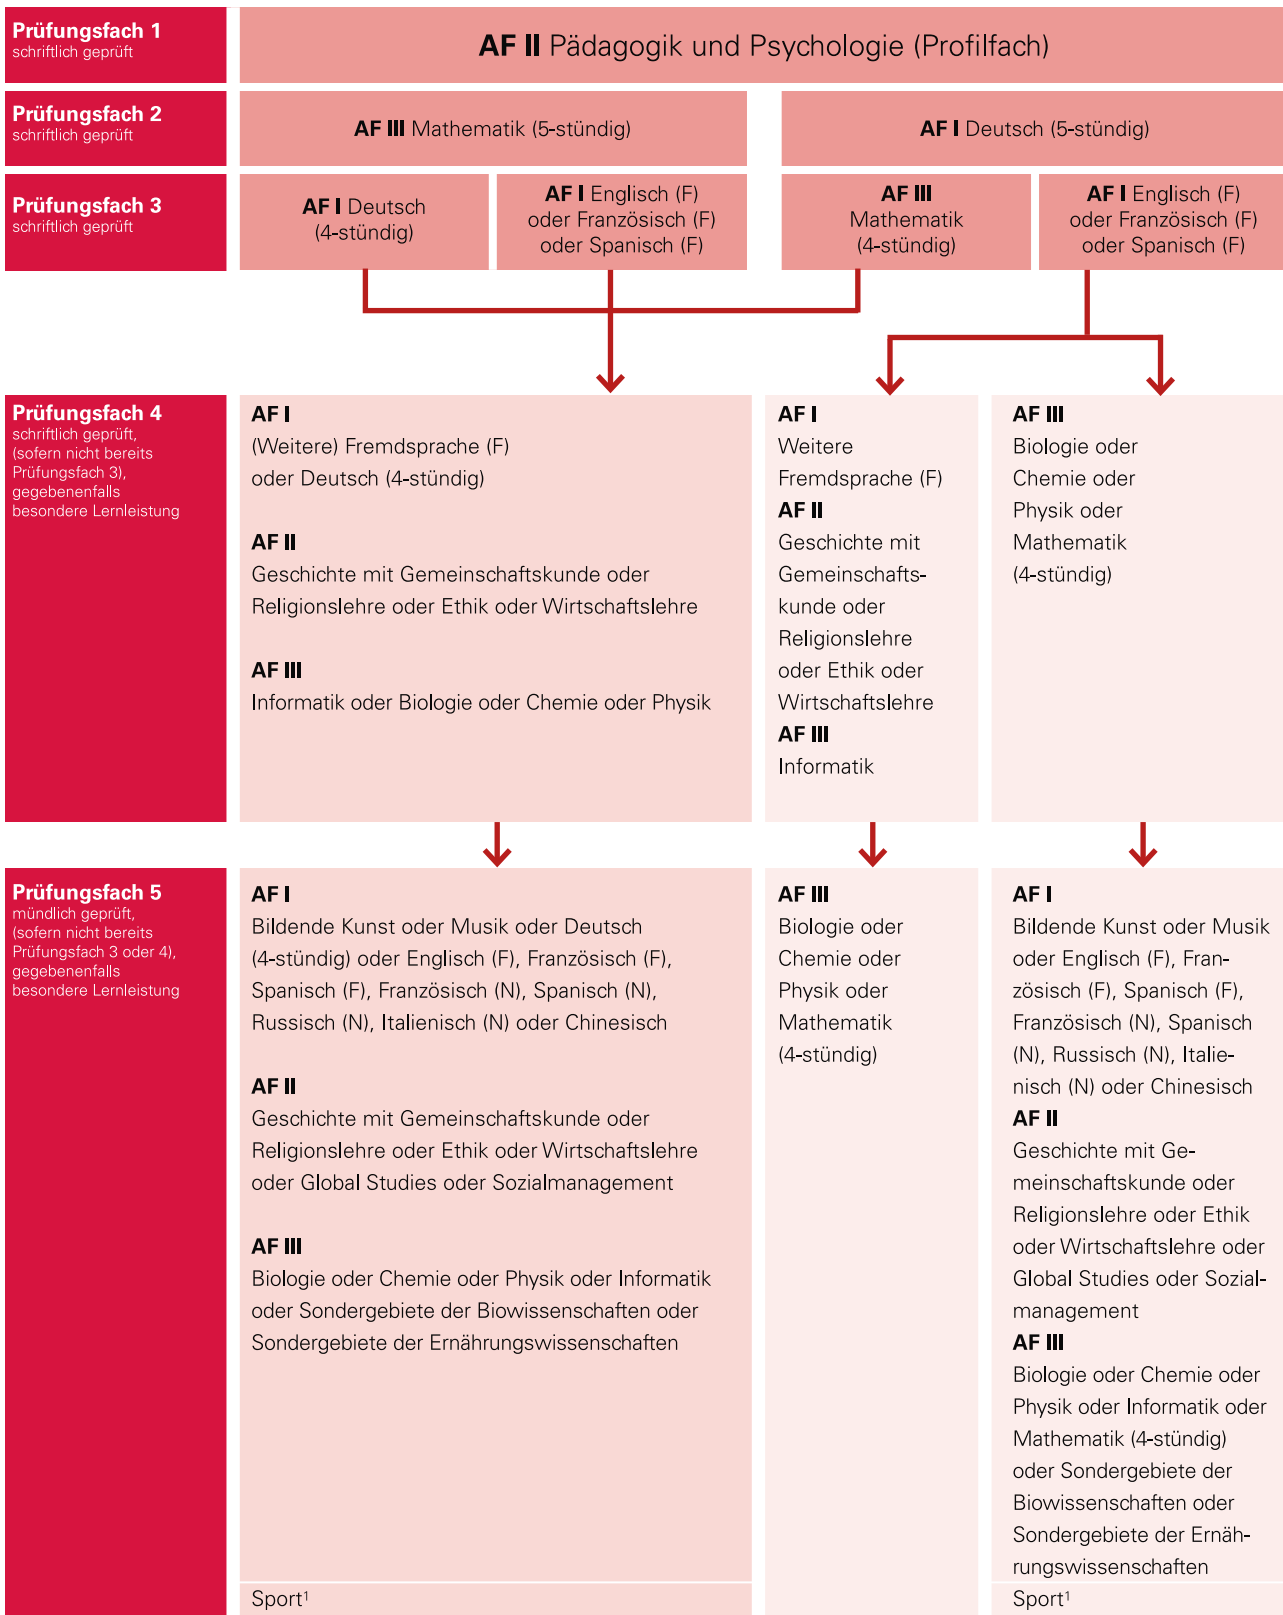 Prüfungsfach 1
schriftlich geprüft
AF II Pädagogik und Psychologie (Profilfach)
Prüfungsfach 2
schriftlich geprüft
AF III Mathematik (5-stündig)
AF I Deutsch (5-stündig)
Prüfungsfach 3
schriftlich geprüft
AF I Deutsch
(4-stündig)
AF I Englisch (F)
oder Französisch (F)
oder Spanisch (F)
AF III
Mathematik
(4-stündig)
AF I Englisch (F)
oder Französisch (F)
oder Spanisch (F)
Prüfungsfach 4
schriftlich geprüft,
(sofern nicht bereits
Prüfungsfach 3),
gegebenenfalls
besondere Lernleistung
AF I
(Weitere) Fremdsprache (F)
oder Deutsch (4-stündig)
AF II
Geschichte mit Gemeinschaftskunde oder
Religionslehre oder Ethik oder Wirtschaftslehre
AF III
Informatik oder Biologie oder Chemie oder Physik
AF I
Weitere
Fremdsprache (F)
AF II
Geschichte mit
Gemeinschafts-
kunde oder
Religionslehre
oder Ethik oder
Wirtschaftslehre
AF III
Informatik
AF III
Biologie oder
Chemie oder
Physik oder
Mathematik
(4-stündig)
Prüfungsfach 5
mündlich geprüft,
(sofern nicht bereits
Prüfungsfach 3 oder 4),
gegebenenfalls
besondere Lernleistung
AF I
Bildende Kunst oder Musik oder Deutsch
(4-stündig) oder Englisch (F), Französisch (F),
Spanisch (F), Französisch (N), Spanisch (N),
Russisch (N), Italienisch (N) oder Chinesisch
AF II
Geschichte mit Gemeinschaftskunde oder
Religionslehre oder Ethik oder Wirtschaftslehre
oder Global Studies oder Sozialmanagement
AF III
Biologie oder Chemie oder Physik oder Informatik
oder Sondergebiete der Biowissenschaften oder
Sondergebiete der Ernährungswissenschaften
Sport¹
AF III
Biologie oder
Chemie oder
Physik oder
Mathematik
(4-stündig)
AF I
Bildende Kunst oder Musik
oder Englisch (F), Fran-
zösisch (F), Spanisch (F),
Französisch (N), Spanisch
(N), Russisch (N), Italie-
nisch (N) oder Chinesisch
AF II
Geschichte mit Ge-
meinschaftskunde oder
Religionslehre oder Ethik
oder Wirtschaftslehre oder
Global Studies oder Sozial-
management
AF III
Biologie oder Chemie oder
Physik oder Informatik oder
Mathematik (4-stündig)
oder Sondergebiete der
Biowissenschaften oder
Sondergebiete der Ernäh-
rungswissenschaften
Sport¹